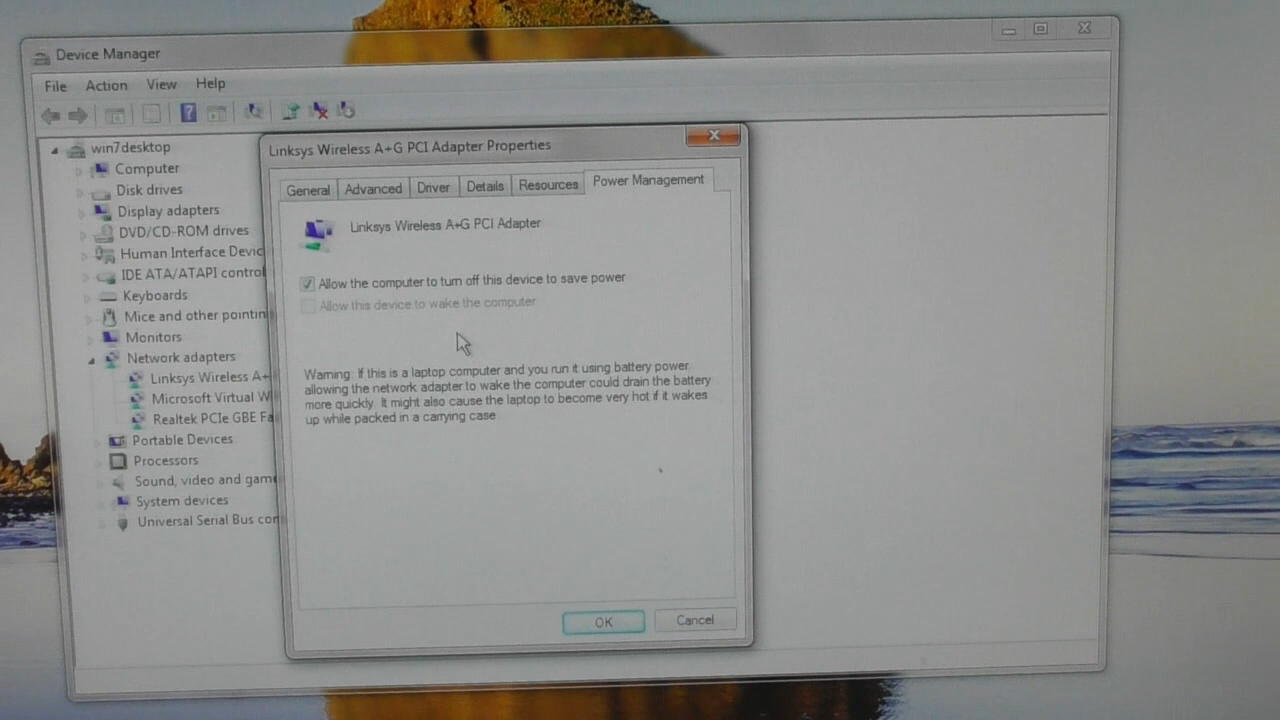 Device Manager
File Action View Help
win7desktop
Computer
Disk drives
Display adapters
DVD/CD-ROM drives
Human Interface Devic
IDE ATA/ATAPI control
Keyboards
Mice and other pointin
Monitors
Network adapters
Linksys Wireless A+
Microsoft Virtual W
Realtek PCIe GBE Fa
Portable Devices
Processors
Sound, video and game
System devices
Universal Serial Bus con
Linksys Wireless A+G PCI Adapter Properties
General Advanced Driver Details Resources Power Management
Linksys Wireless A+G PCI Adapter
Allow the computer to turn off this device to save power
Allow this device to wake the computer
Warning: If this is a laptop computer and you run it using battery power
allowing the network adapter to wake the computer could drain the battery
more quickly. It might also cause the laptop to become very hot if it wakes
up while packed in a carrying case
OK Cancel